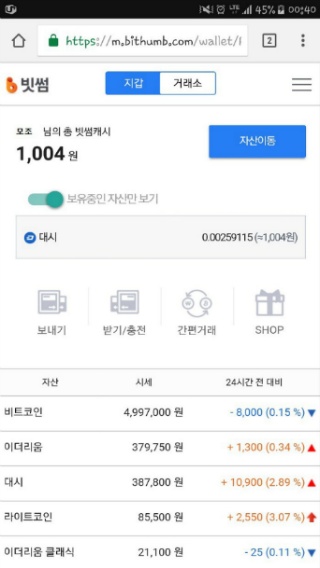 45% 00:40
https://m.bithumb.com/wallet/
2
빗썸
지갑 거래소
모조 님의 총 빗썸캐시
1,004 원
자산이동
보유중인 자산만 보기
대시 0.00259115 (≈1,004원)
보내기 받기/충전 간편거래 SHOP
자산 시세 24시간 전 대비
비트코인 4,997,000 원 - 8,000 (0.15 %) ▼
이더리움 379,750 원 + 1,300 (0.34 %) ▲
대시 387,800 원 + 10,900 (2.89 %) ▲
라이트코인 85,500 원 + 2,550 (3.07 %)
이더리움 클래식 21,100 원 - 25 (0.11 %) ▼